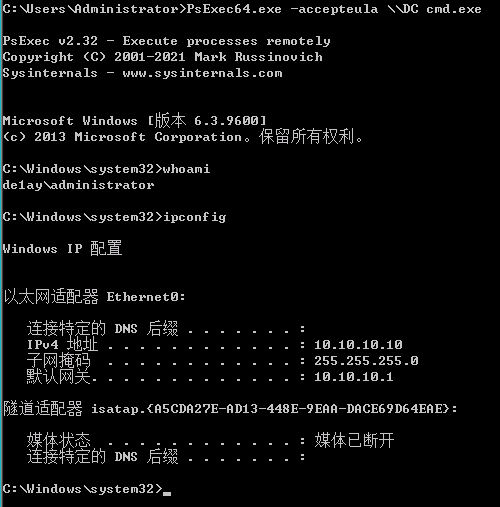 C:\Users\Administrator>PsExec64.exe -accepteula \\DC cmd.exe
PsExec v2.32 - Execute processes remotely
Copyright (C) 2001-2021 Mark Russinovich
Sysinternals - www.sysinternals.com
Microsoft Windows [版本 6.3.9600]
(c) 2013 Microsoft Corporation。保留所有权利。
C:\Windows\system32>whoami
de1ay\administrator
C:\Windows\system32>ipconfig
Windows IP 配置
以太网适配器 Ethernet0:
连接特定的 DNS 后缀 . . . . . . . :
IPv4 地址 . . . . . . . . . . . . : 10.10.10.10
子网掩码 . . . . . . . . . . . . : 255.255.255.0
默认网关. . . . . . . . . . . . . : 10.10.10.1
隧道适配器 isatap.{A5CDA27E-AD13-448E-9EAA-DACE69D64EAE}:
媒体状态 . . . . . . . . . . . . : 媒体已断开
连接特定的 DNS 后缀 . . . . . . . :
C:\Windows\system32>_